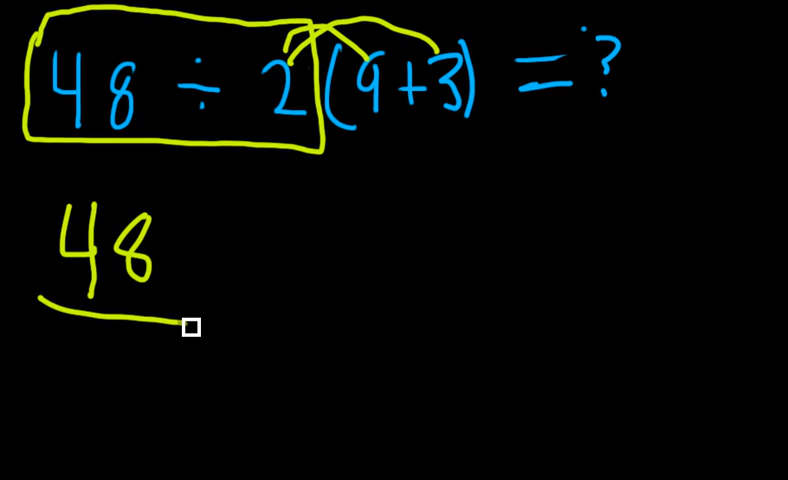 48 ÷ 2(9+3) = ?
48